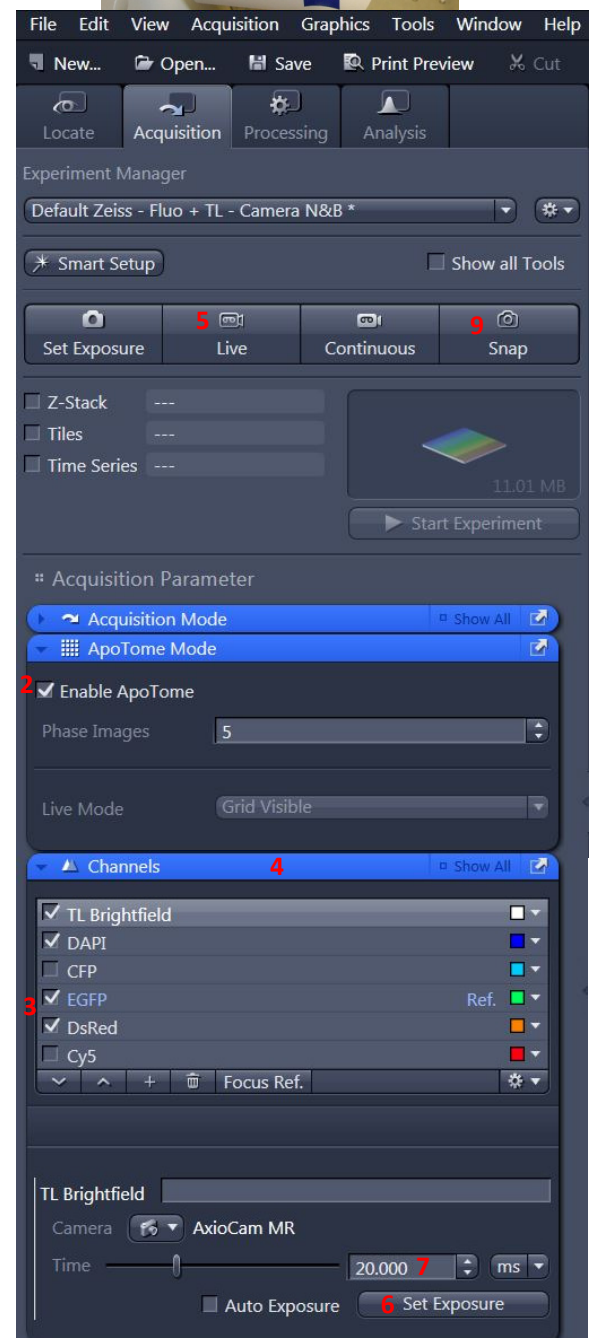 File Edit View Acquisition Graphics Tools Window Help
New... Open... Save Print Preview Cut
Locate Acquisition Processing Analysis
Experiment Manager
Default Zeiss - Fluo + TL - Camera N&B *
Smart Setup Show all Tools
5 9
Set Exposure Live Continuous Snap
Z-Stack ---
Tiles ---
Time Series ---
11.01 MB
Start Experiment
Acquisition Parameter
Acquisition Mode Show All
ApoTome Mode
2 Enable ApoTome
Phase Images 5
Live Mode Grid Visible
Channels 4 Show All
TL Brightfield
DAPI
CFP
3 EGFP Ref.
DsRed
Cy5
Focus Ref.
TL Brightfield
Camera AxioCam MR
Time 20.000 7 ms
Auto Exposure 6 Set Exposure